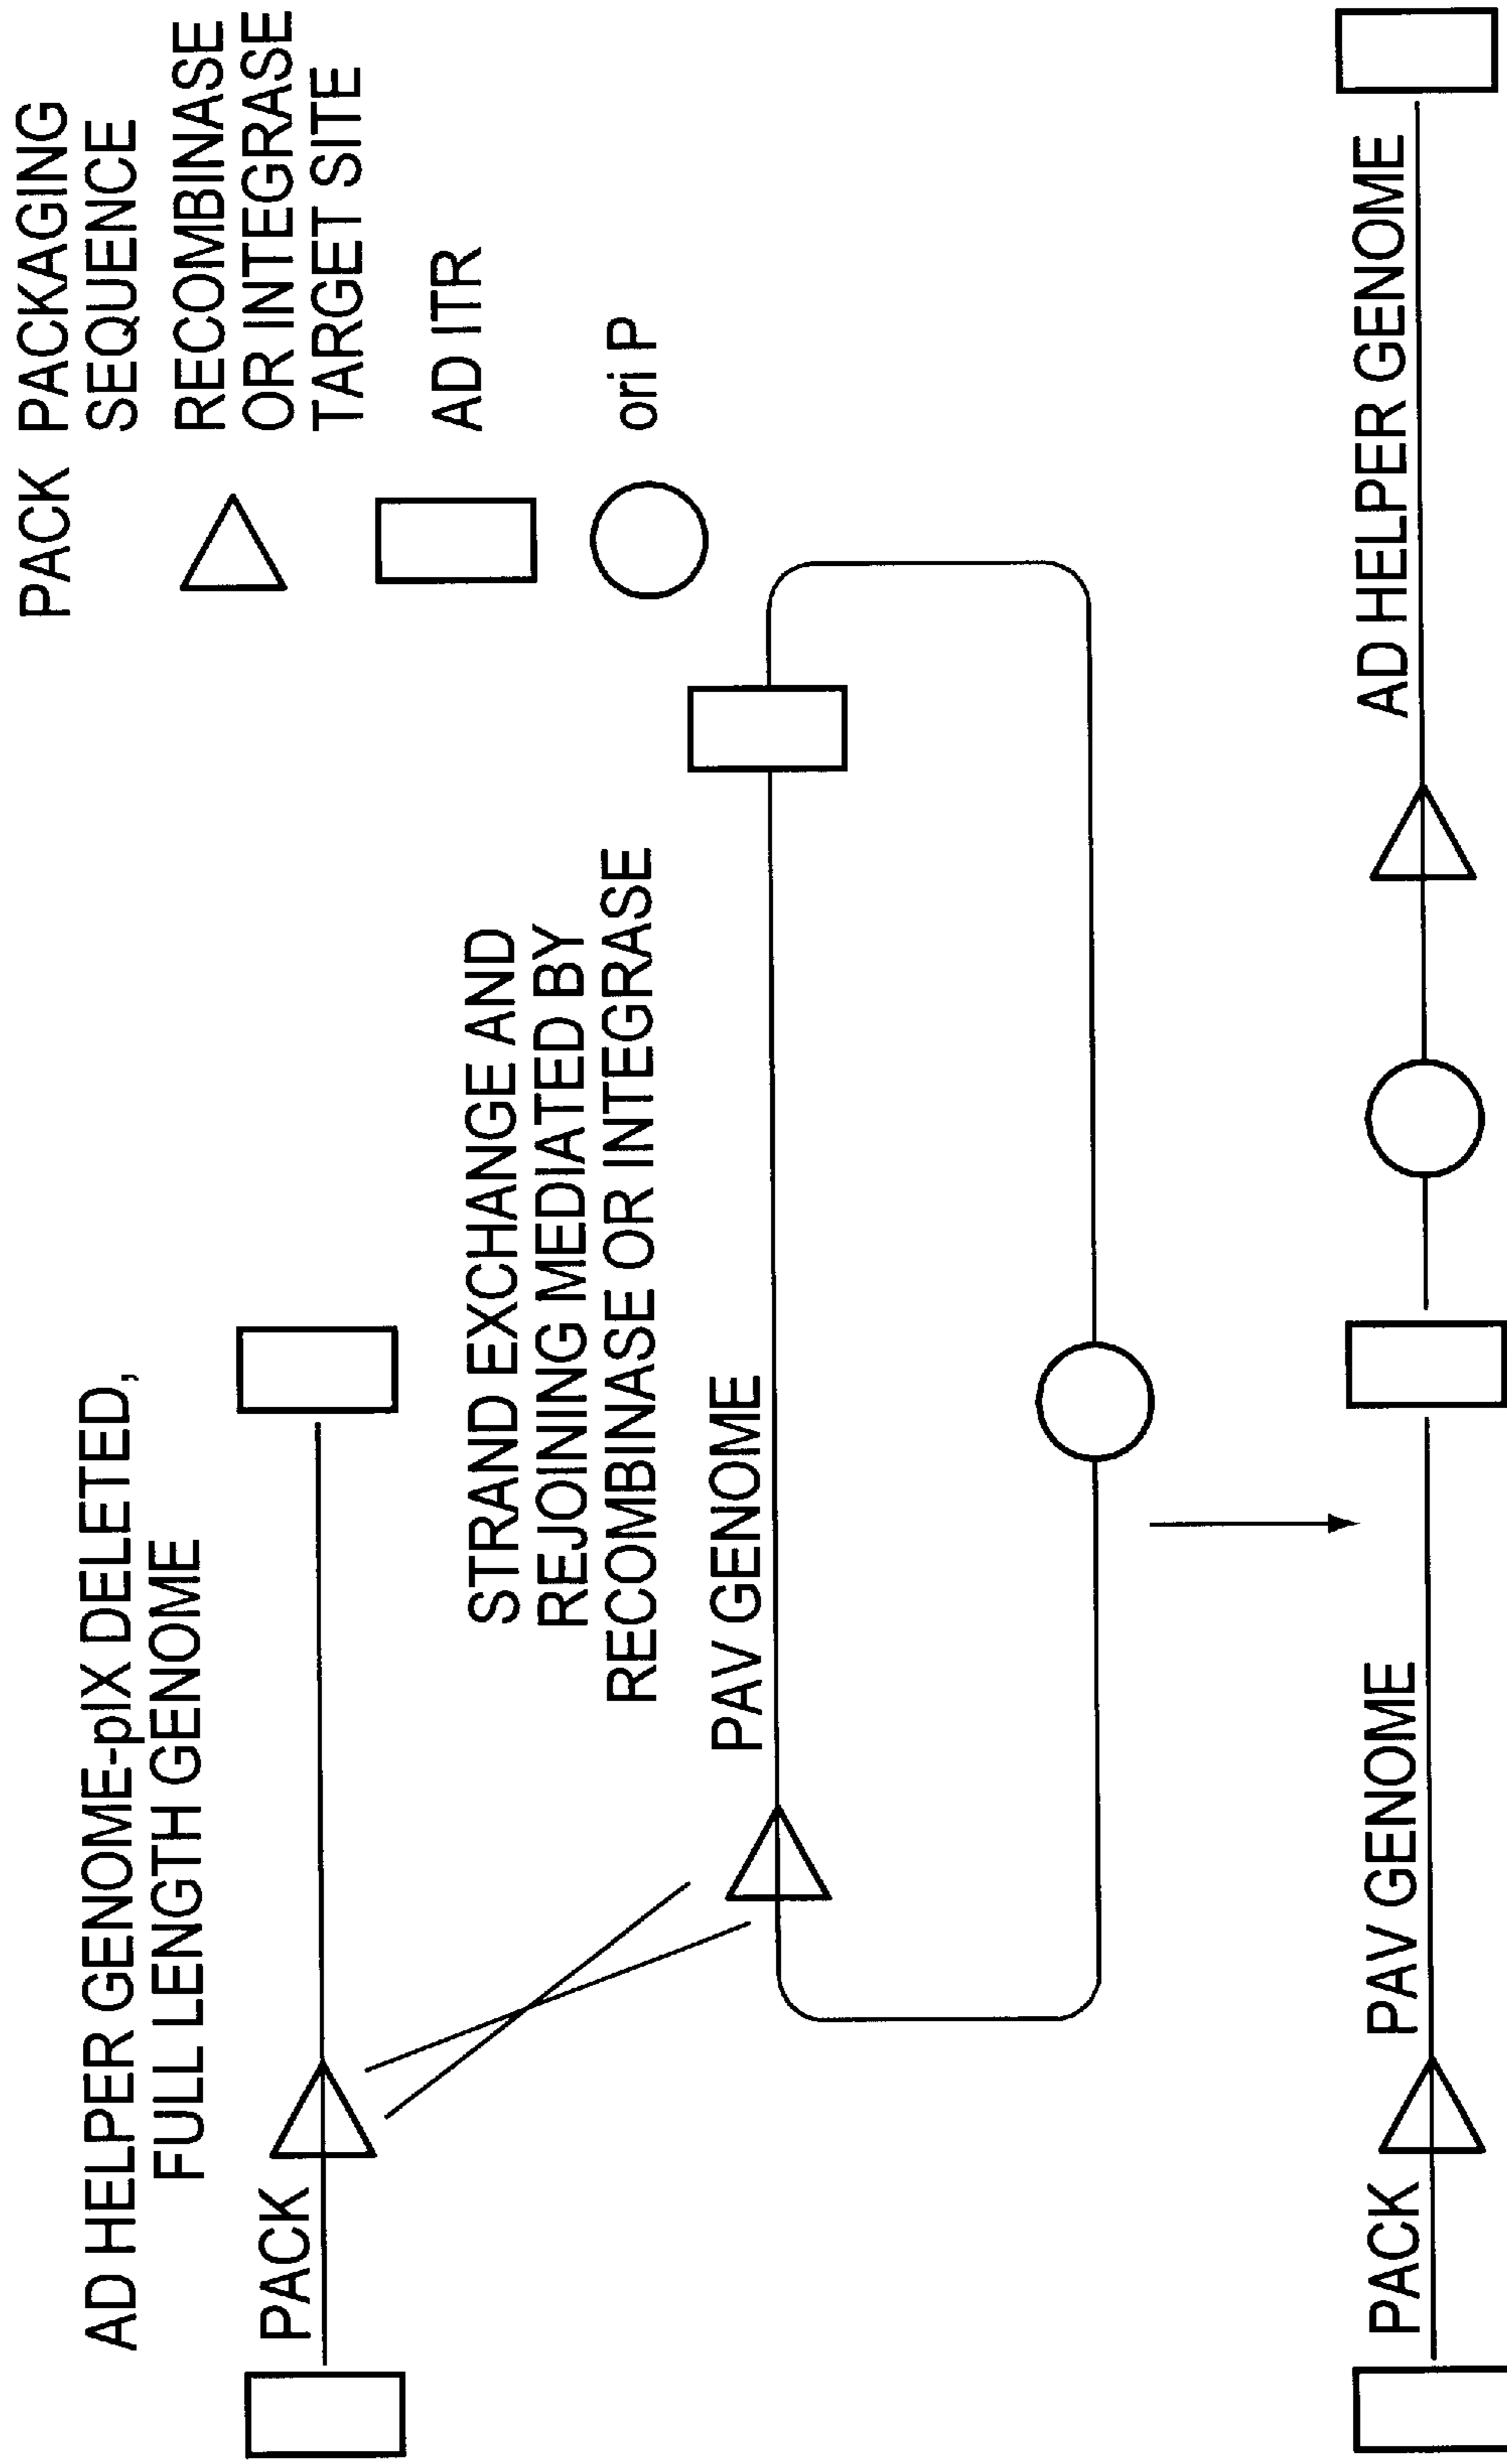 AD HELPER GENOME-pIX DELETED,
FULL LENGTH GENOME
PACK
PACK PACKAGING
SEQUENCE
RECOMBINASE
OR INTEGRASE
TARGET SITE
AD ITR
ori P
STRAND EXCHANGE AND
REJOINING MEDIATED BY
RECOMBINASE OR INTEGRASE
PAV GENOME
PACK
PAV GENOME
AD HELPER GENOME